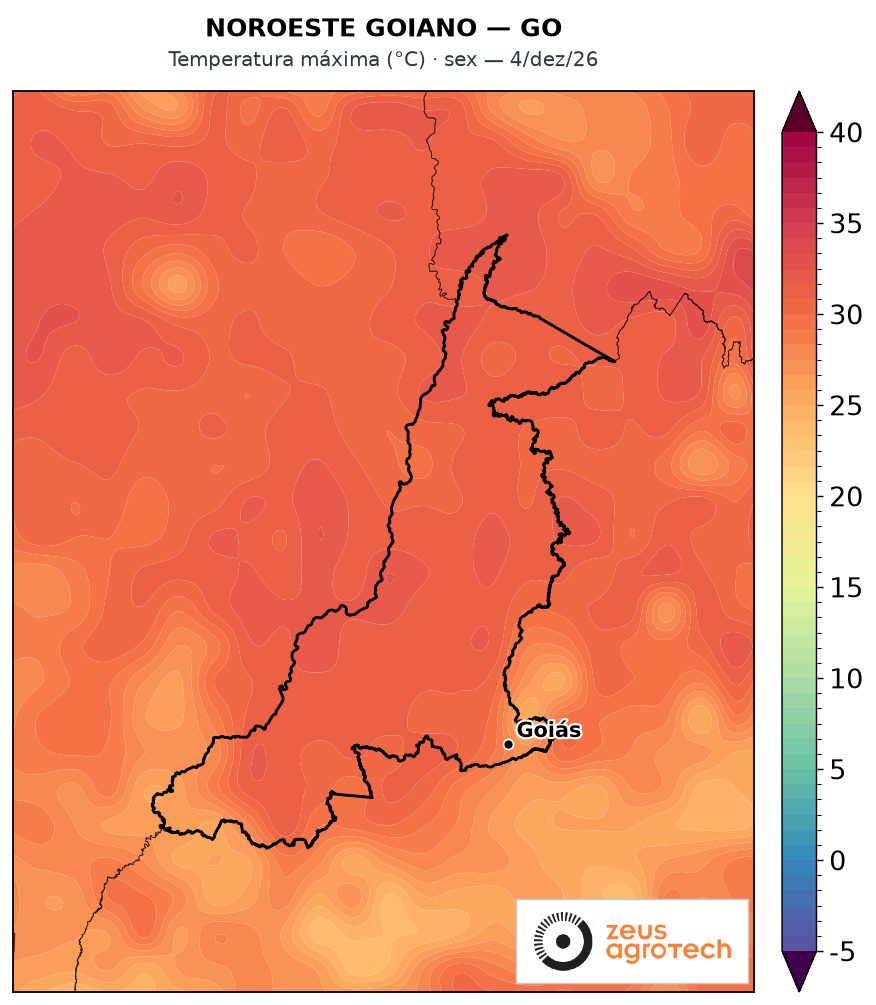 NOROESTE GOIANO — GO
Temperatura máxima (°C) · sex — 4/dez/26
40
35
30
25
20
15
10
5
0
-5
Goiás
zeus
agrotech